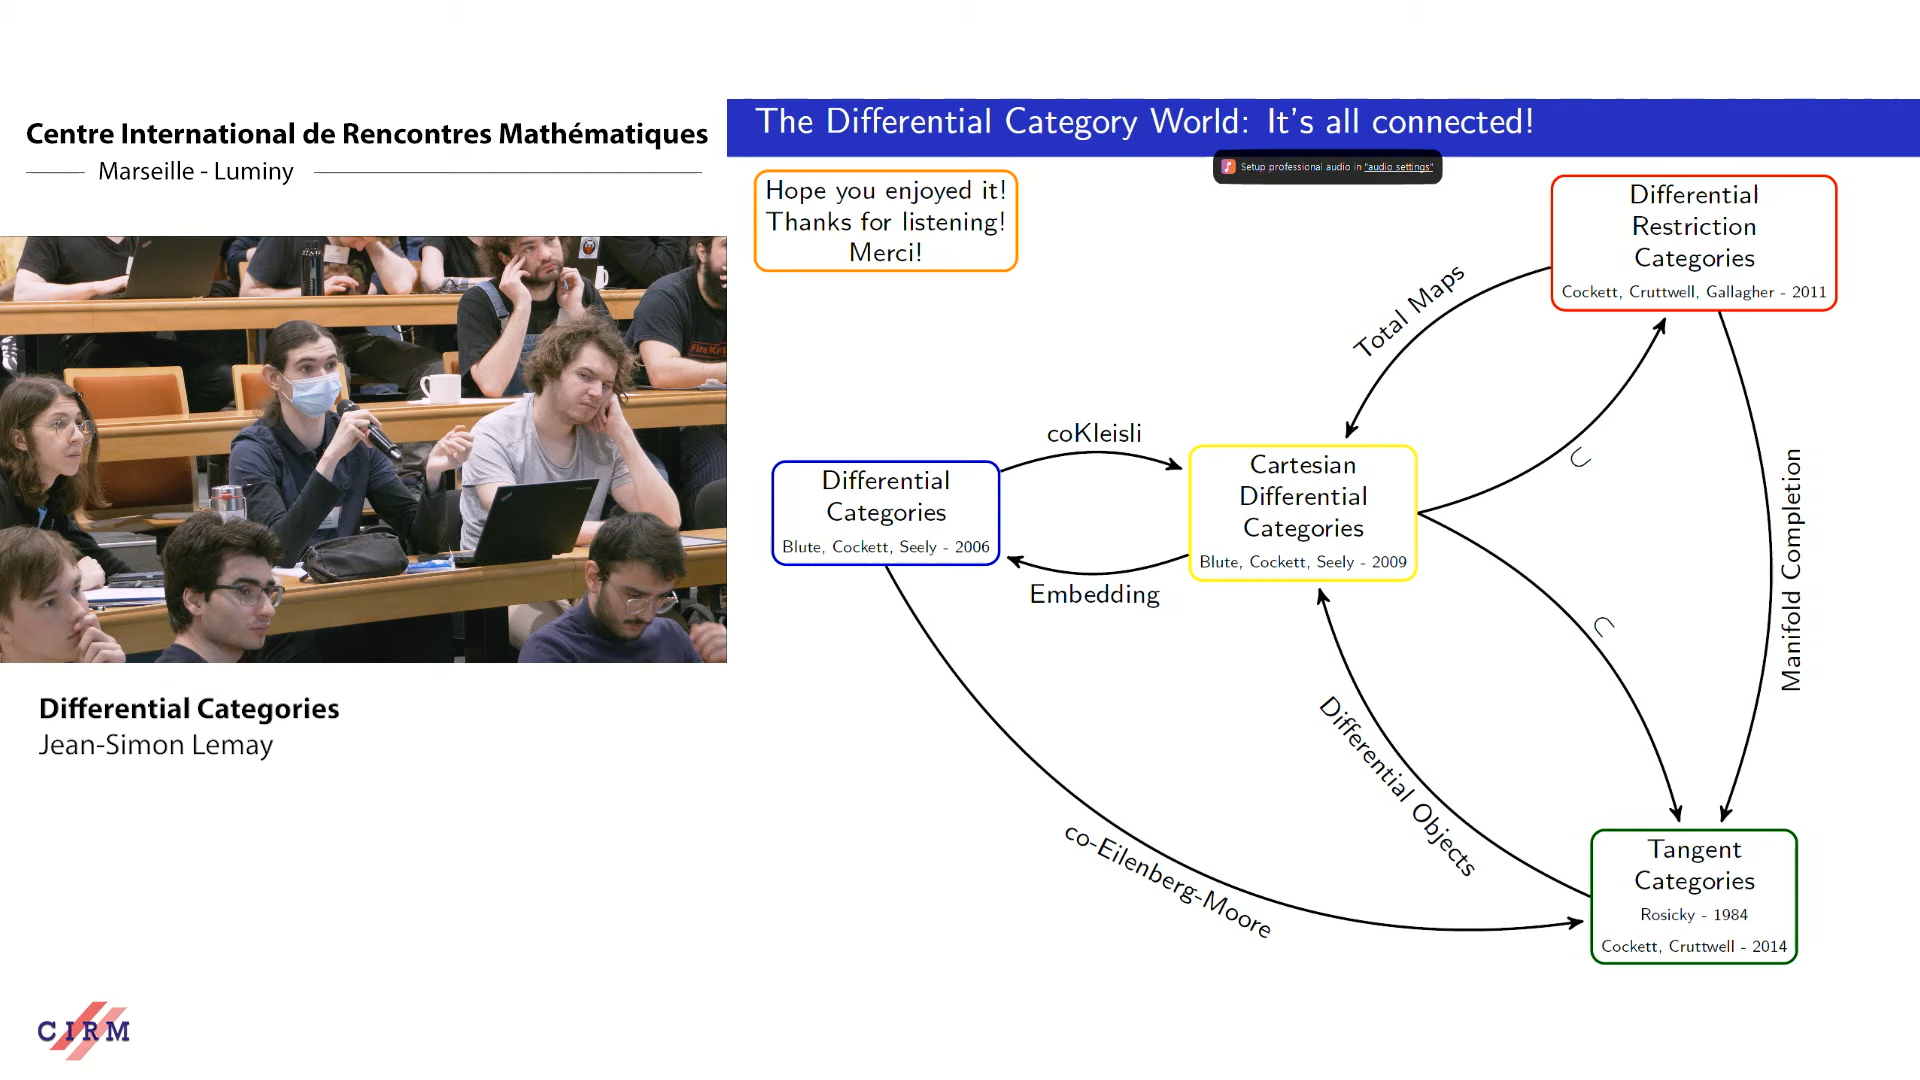 Centre International de Rencontres Mathématiques
Marseille - Luminy
Differential Categories
Jean-Simon Lemay
CIRM
The Differential Category World: It's all connected!
Setup professional audio in "audio settings"
Hope you enjoyed it!
Thanks for listening!
Merci!
Differential
Restriction
Categories
Cockett, Cruttwell, Gallagher - 2011
Total Maps
coKleisli
Differential
Categories
Blute, Cockett, Seely - 2006
Cartesian
Differential
Categories
Blute, Cockett, Seely - 2009
Embedding
⊂
⊂
Manifold Completion
Differential Objects
co-Eilenberg-Moore
Tangent
Categories
Rosicky - 1984
Cockett, Cruttwell - 2014